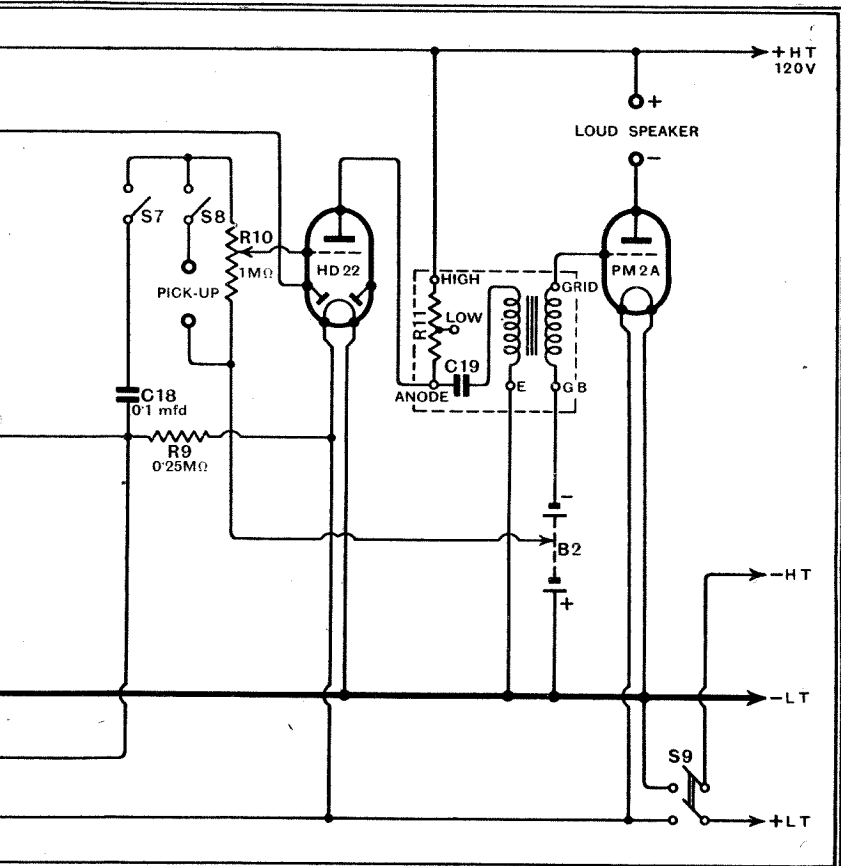 +HT
120V
+
LOUD SPEAKER
−
S7
S8
R10
1MΩ
HD22
PM2A
PICK-UP
HIGH
GRID
LOW
R11
C19
C18
0·1 mfd
ANODE
E
GB
R9
0·25MΩ
−
B2
+
−HT
−LT
S9
+LT